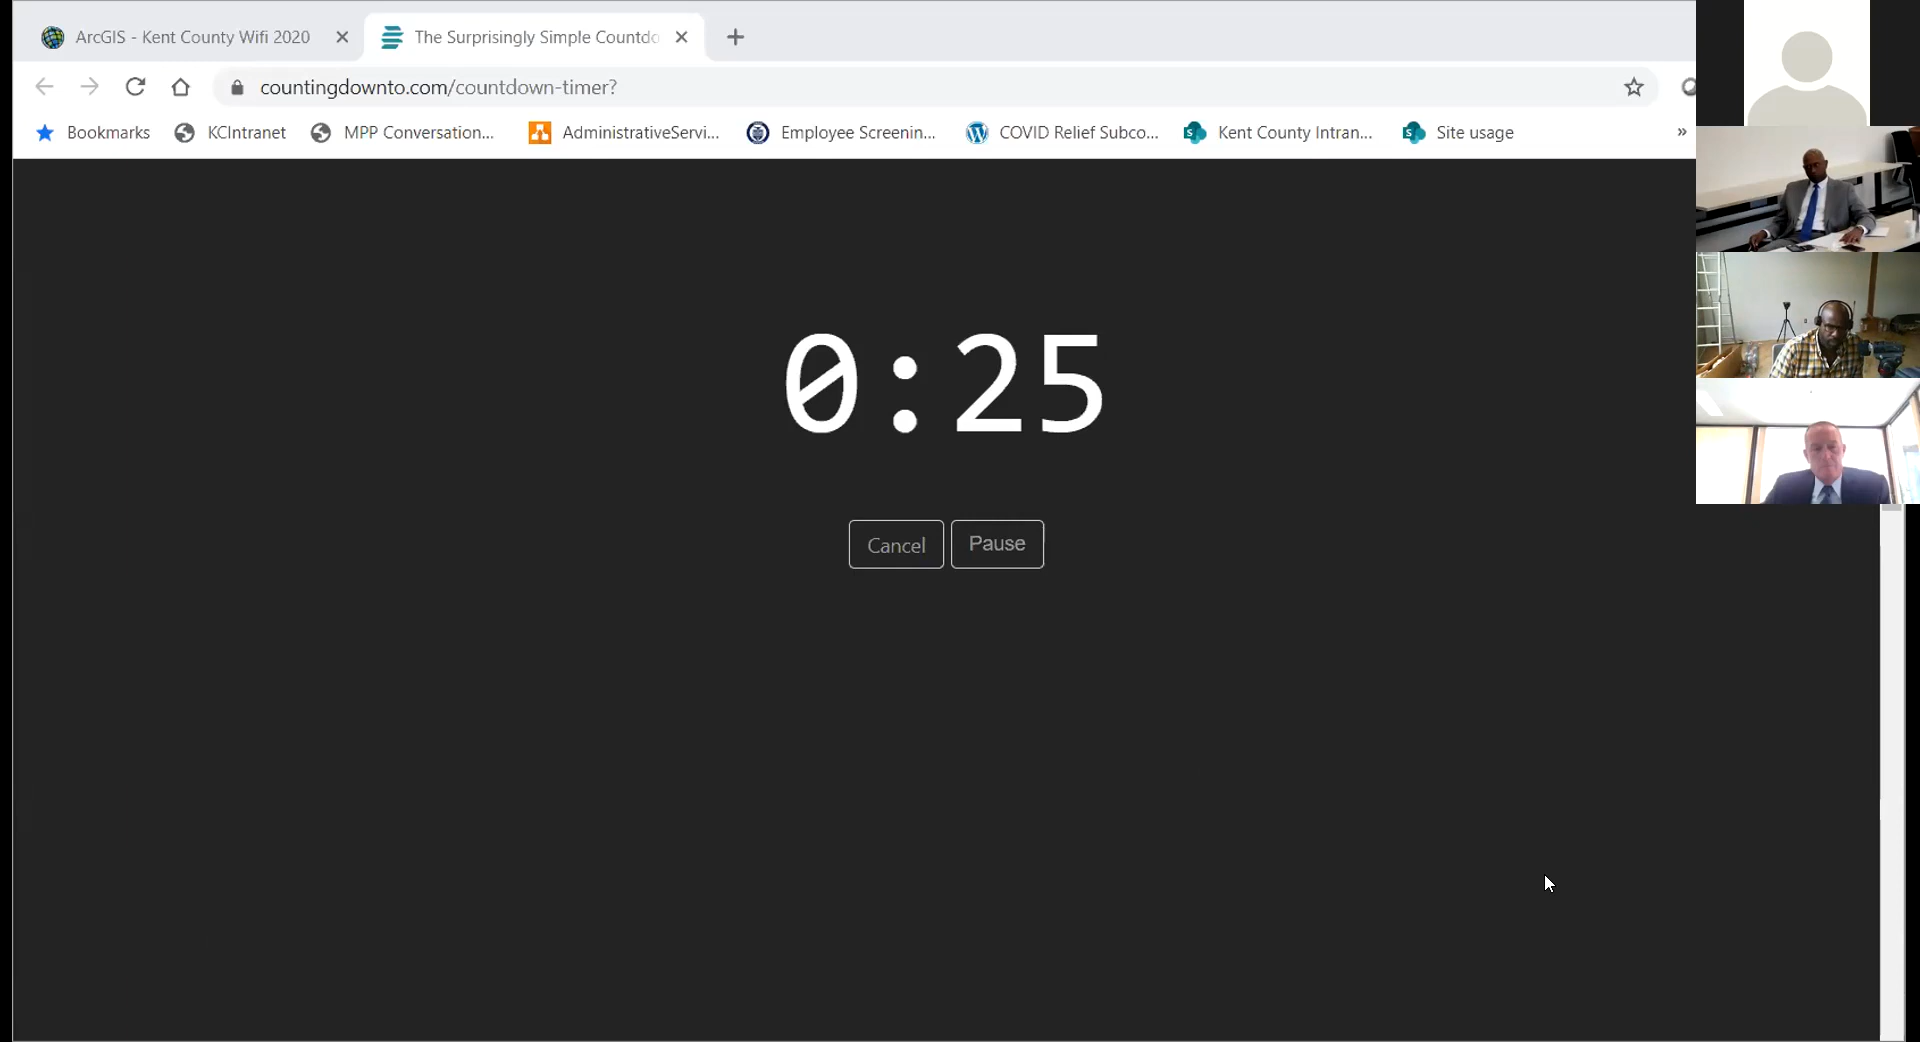 ArcGIS - Kent County Wifi 2020
The Surprisingly Simple Countdo
countingdownto.com/countdown-timer?
Bookmarks KCIntranet MPP Conversation... AdministrativeServi... Employee Screenin... COVID Relief Subco... Kent County Intran... Site usage »
0:25
Cancel Pause